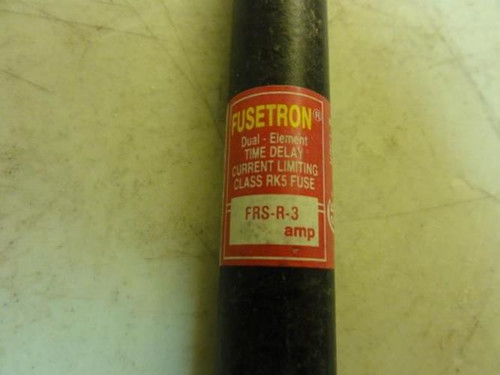 FUSETRON®
Dual - Element
TIME DELAY
CURRENT LIMITING
CLASS RK5 FUSE
FRS-R-3
amp